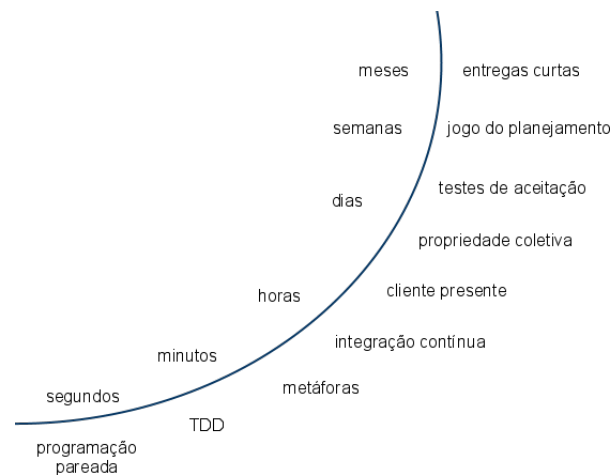 meses
entregas curtas
semanas
jogo do planejamento
testes de aceitação
dias
propriedade coletiva
cliente presente
horas
integração contínua
minutos
metáforas
segundos
TDD
programação
pareada